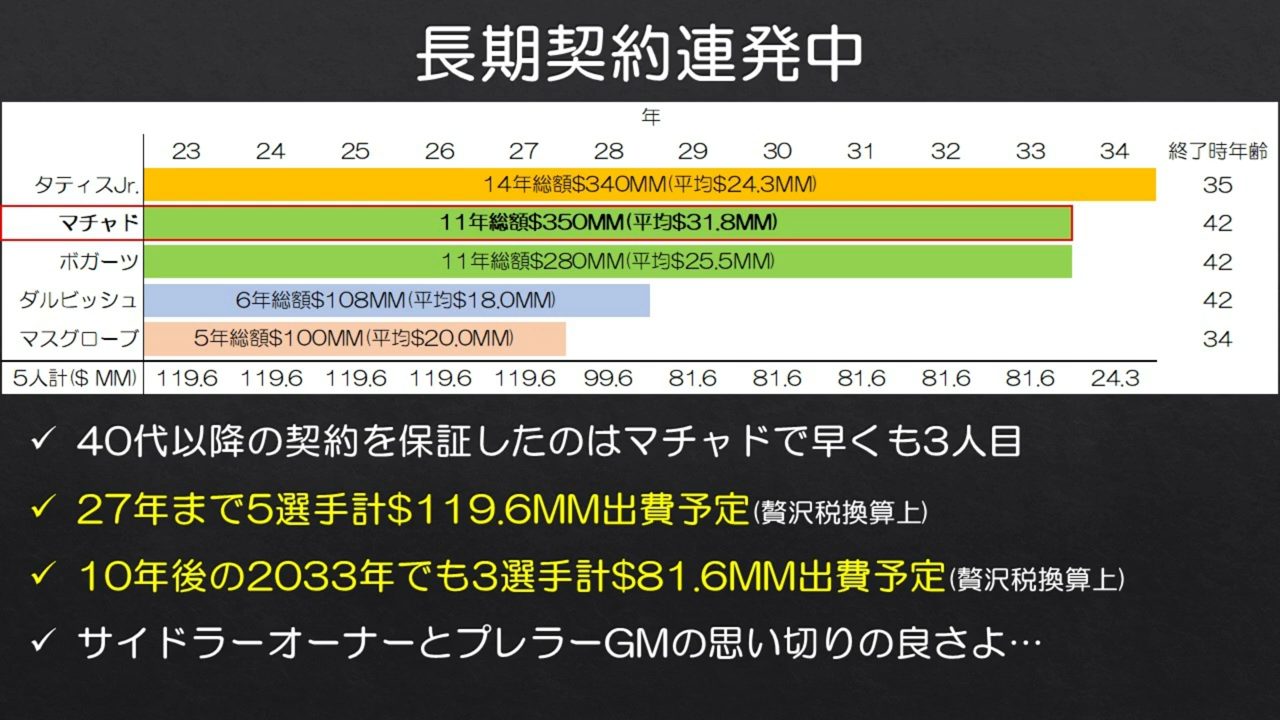 長期契約連発中
年
23 24 25 26 27 28 29 30 31 32 33 34 終了時年齢
タティスJr. 14年総額$340MM(平均$24.3MM) 35
マチャド 11年総額$350MM(平均$31.8MM) 42
ボガーツ 11年総額$280MM(平均$25.5MM) 42
ダルビッシュ 6年総額$108MM(平均$18.0MM) 42
マスグローブ 5年総額$100MM(平均$20.0MM) 34
5人計($ MM) 119.6 119.6 119.6 119.6 119.6 99.6 81.6 81.6 81.6 81.6 81.6 24.3
✓ 40代以降の契約を保証したのはマチャドで早くも3人目
✓ 27年まで5選手計$119.6MM出費予定(贅沢税換算上)
✓ 10年後の2033年でも3選手計$81.6MM出費予定(贅沢税換算上)
✓ サイドラーオーナーとプレラーGMの思い切りの良さよ…